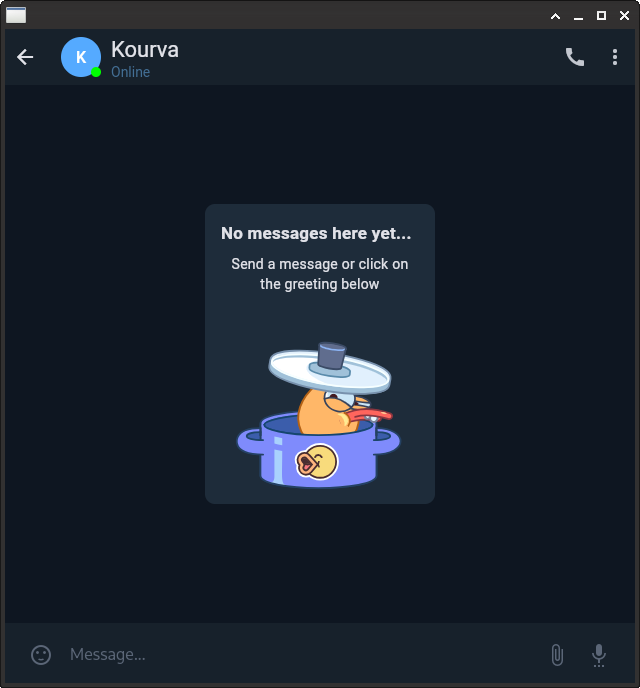 K
Kourva
Online
No messages here yet...
Send a message or click on
the greeting below
Message...